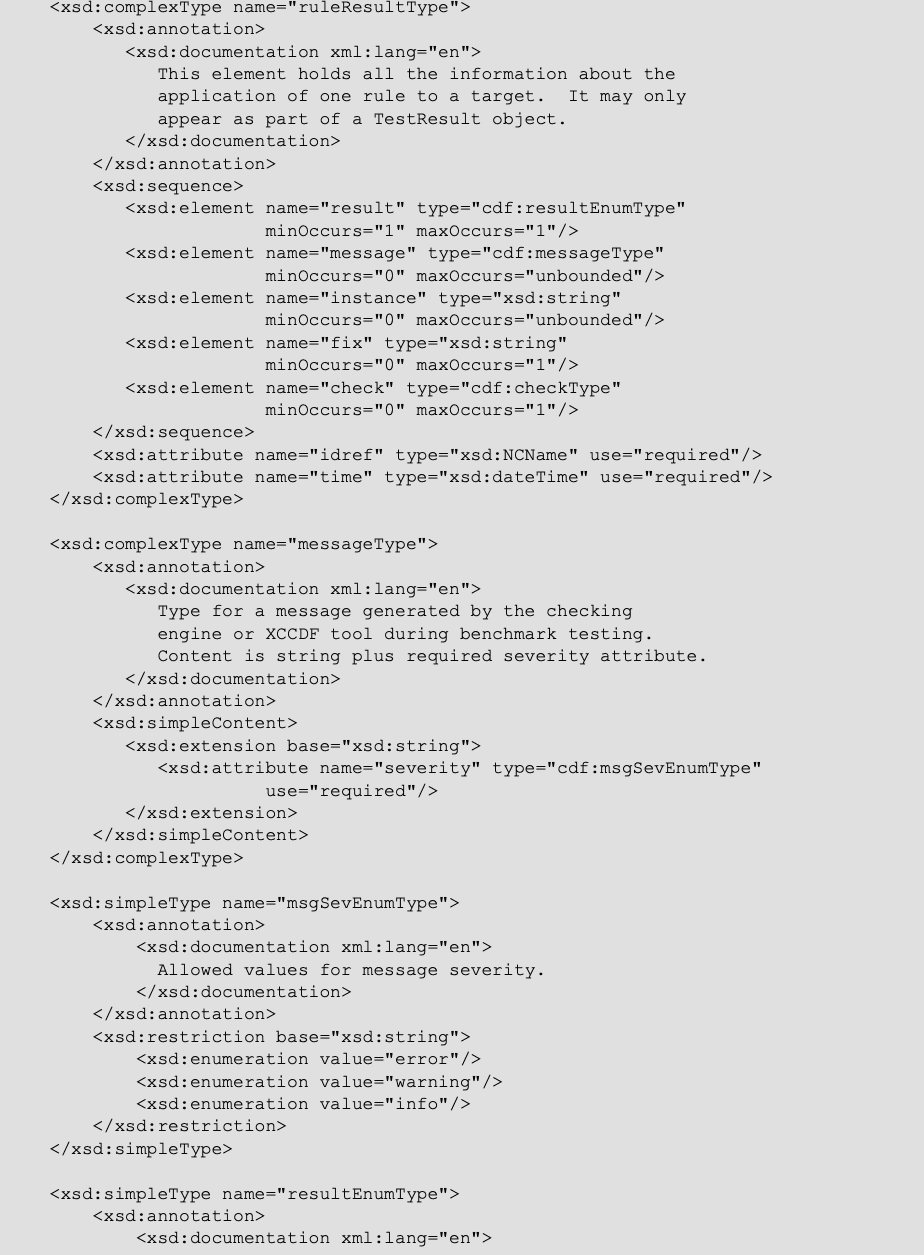 <xsd:complexType name="ruleResultType">
<xsd:annotation>
<xsd:documentation xml:lang="en">
This element holds all the information about the
application of one rule to a target.  It may only
appear as part of a TestResult object.
</xsd:documentation>
</xsd:annotation>
<xsd:sequence>
<xsd:element name="result" type="cdf:resultEnumType"
minOccurs="1" maxOccurs="1"/>
<xsd:element name="message" type="cdf:messageType"
minOccurs="0" maxOccurs="unbounded"/>
<xsd:element name="instance" type="xsd:string"
minOccurs="0" maxOccurs="unbounded"/>
<xsd:element name="fix" type="xsd:string"
minOccurs="0" maxOccurs="1"/>
<xsd:element name="check" type="cdf:checkType"
minOccurs="0" maxOccurs="1"/>
</xsd:sequence>
<xsd:attribute name="idref" type="xsd:NCName" use="required"/>
<xsd:attribute name="time" type="xsd:dateTime" use="required"/>
</xsd:complexType>
<xsd:complexType name="messageType">
<xsd:annotation>
<xsd:documentation xml:lang="en">
Type for a message generated by the checking
engine or XCCDF tool during benchmark testing.
Content is string plus required severity attribute.
</xsd:documentation>
</xsd:annotation>
<xsd:simpleContent>
<xsd:extension base="xsd:string">
<xsd:attribute name="severity" type="cdf:msgSevEnumType"
use="required"/>
</xsd:extension>
</xsd:simpleContent>
</xsd:complexType>
<xsd:simpleType name="msgSevEnumType">
<xsd:annotation>
<xsd:documentation xml:lang="en">
Allowed values for message severity.
</xsd:documentation>
</xsd:annotation>
<xsd:restriction base="xsd:string">
<xsd:enumeration value="error"/>
<xsd:enumeration value="warning"/>
<xsd:enumeration value="info"/>
</xsd:restriction>
</xsd:simpleType>
<xsd:simpleType name="resultEnumType">
<xsd:annotation>
<xsd:documentation xml:lang="en">